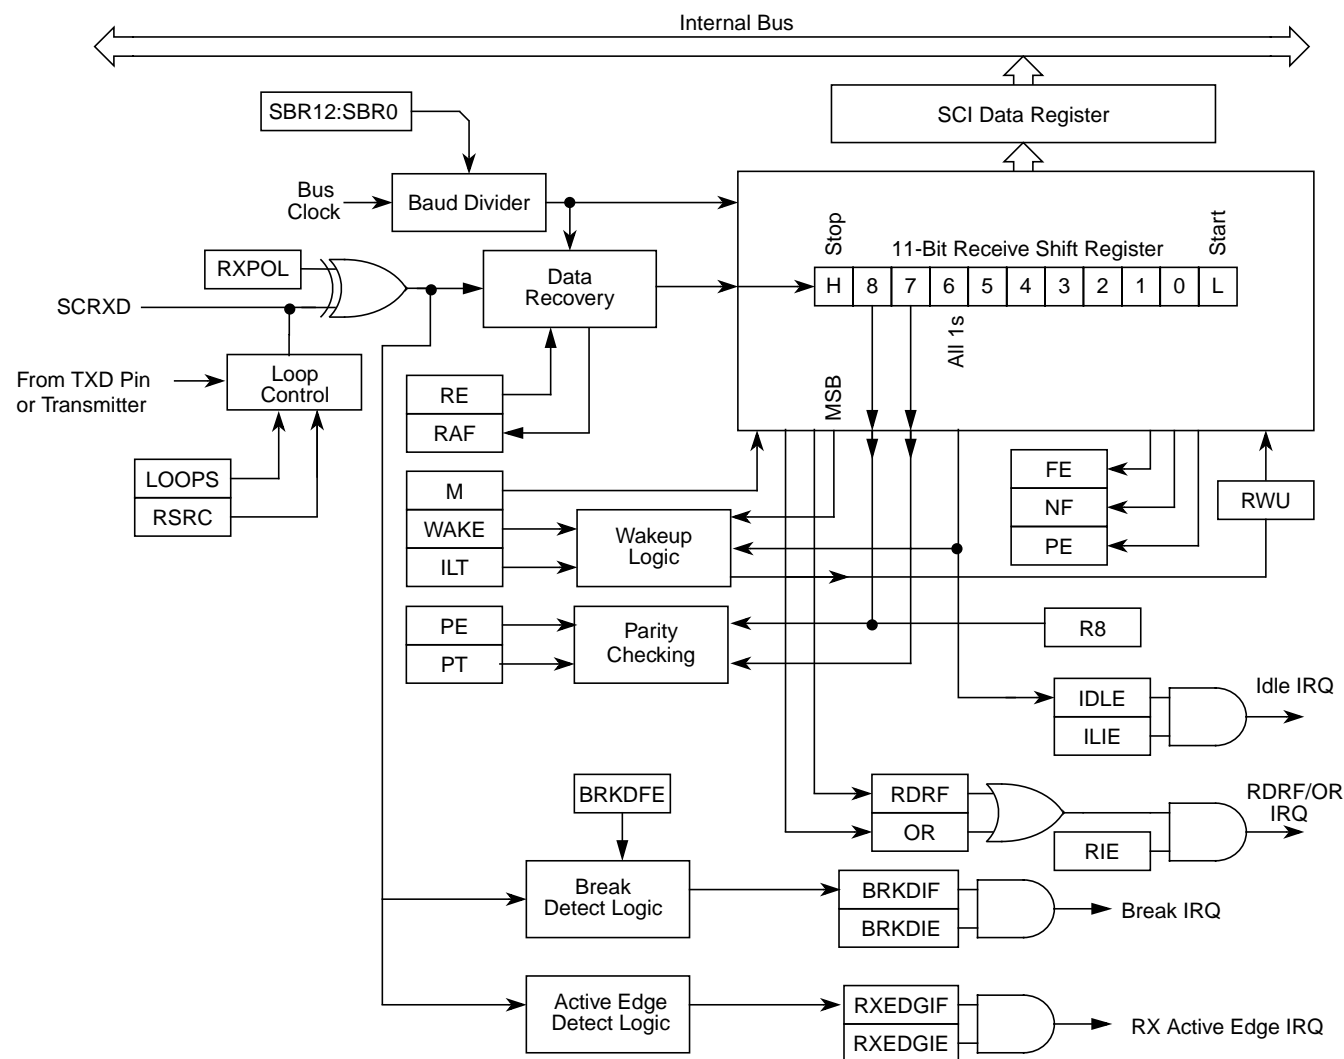 Internal Bus
SBR12:SBR0
SCI Data Register
Bus
Clock
Baud Divider
Stop
11-Bit Receive Shift Register
Start
RXPOL
Data
Recovery
H 8 7 6 5 4 3 2 1 0 L
SCRXD
All 1s
From TXD Pin
or Transmitter
Loop
Control
RE
RAF
MSB
LOOPS
RSRC
M
WAKE
ILT
Wakeup
Logic
FE
NF
PE
RWU
PE
PT
Parity
Checking
R8
IDLE
ILIE
Idle IRQ
BRKDFE
RDRF
OR
RIE
RDRF/OR
IRQ
Break
Detect Logic
BRKDIF
BRKDIE
Break IRQ
Active Edge
Detect Logic
RXEDGIF
RXEDGIE
RX Active Edge IRQ